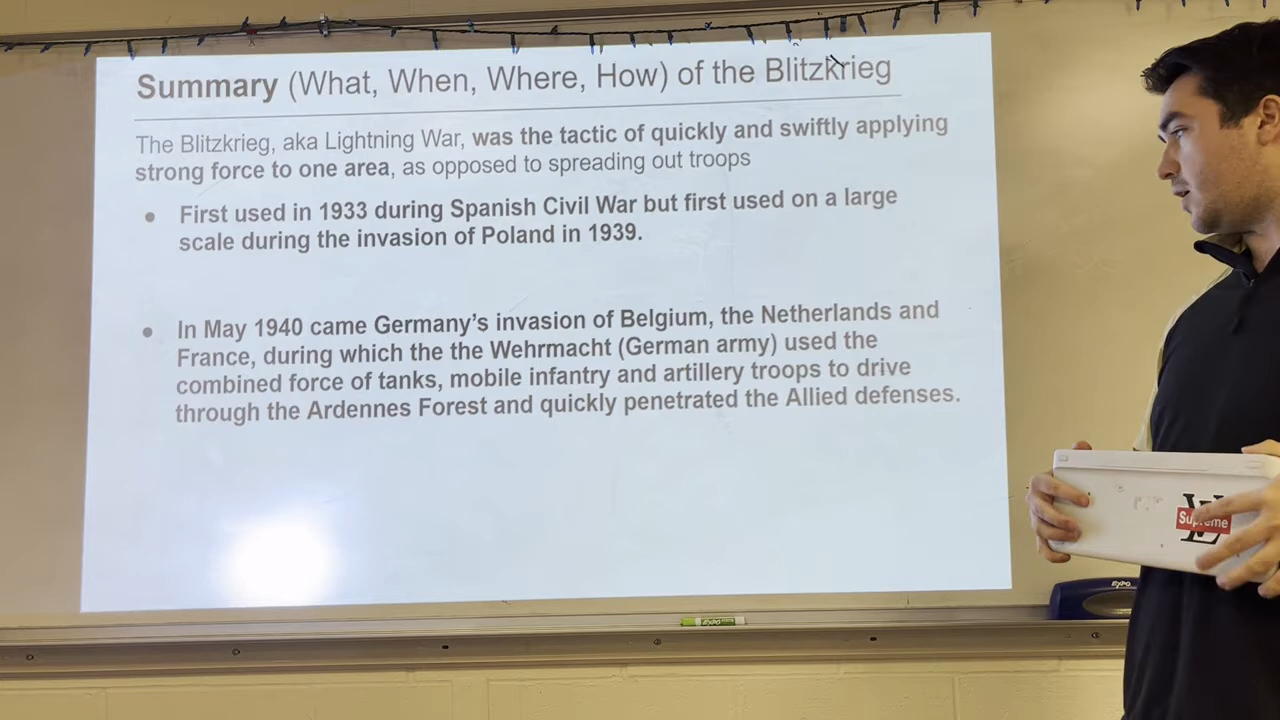 Summary (What, When, Where, How) of the Blitzkrieg
The Blitzkrieg, aka Lightning War, was the tactic of quickly and swiftly applying
strong force to one area, as opposed to spreading out troops
● First used in 1933 during Spanish Civil War but first used on a large
scale during the invasion of Poland in 1939.
● In May 1940 came Germany’s invasion of Belgium, the Netherlands and
France, during which the the Wehrmacht (German army) used the
combined force of tanks, mobile infantry and artillery troops to drive
through the Ardennes Forest and quickly penetrated the Allied defenses.
Supreme
EXPO
EXPO